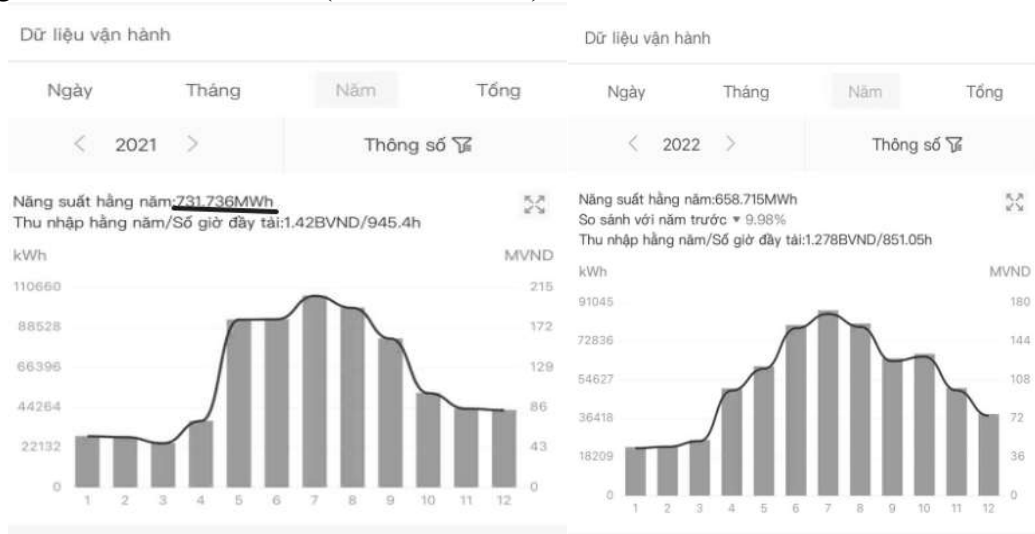 Dữ liệu vận hành
Ngày Tháng Năm Tổng
< 2021 > Thông số
Năng suất hằng năm:731.736MWh
Thu nhập hằng năm/Số giờ đầy tải:1.42BVND/945.4h
kWh MVND
110660 215
88528 172
66396 129
44264 86
22132 43
0 0
1 2 3 4 5 6 7 8 9 10 11 12
Dữ liệu vận hành
Ngày Tháng Năm Tổng
< 2022 > Thông số
Năng suất hằng năm:658.715MWh
So sánh với năm trước ▼ 9.98%
Thu nhập hằng năm/Số giờ đầy tải:1.278BVND/851.05h
kWh MVND
91045 180
72836 144
54627 108
36418 72
18209 36
0 0
1 2 3 4 5 6 7 8 9 10 11 12